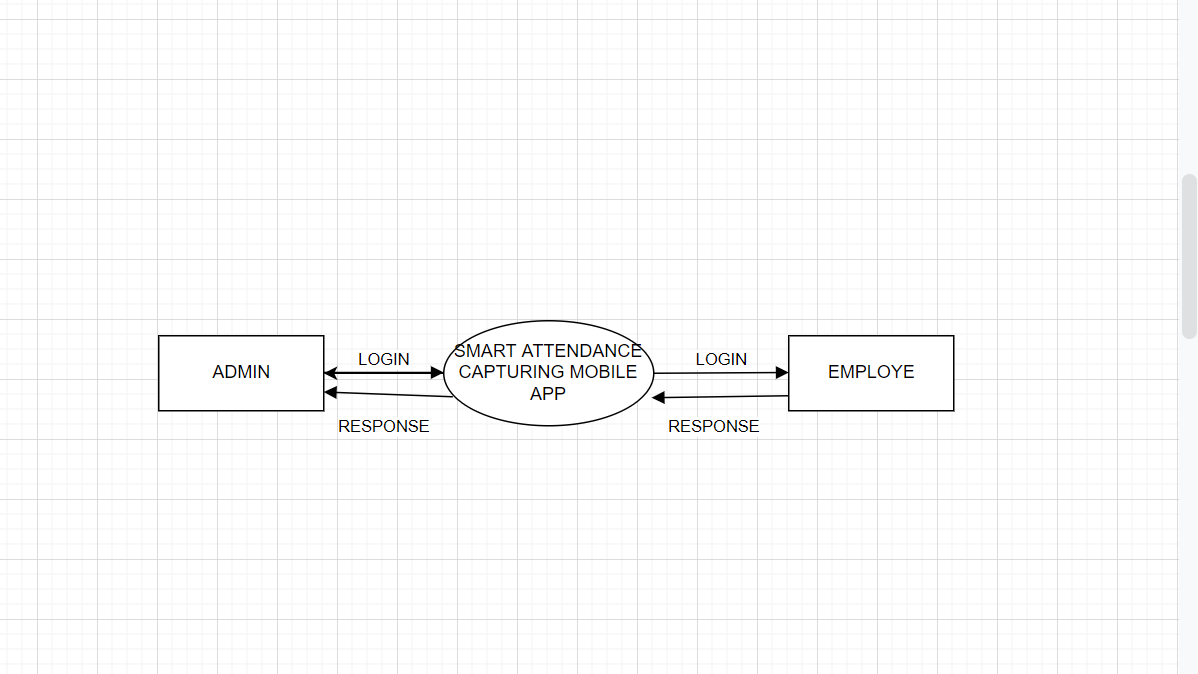 ADMIN
LOGIN
RESPONSE
SMART ATTENDANCE
CAPTURING MOBILE
APP
LOGIN
RESPONSE
EMPLOYE